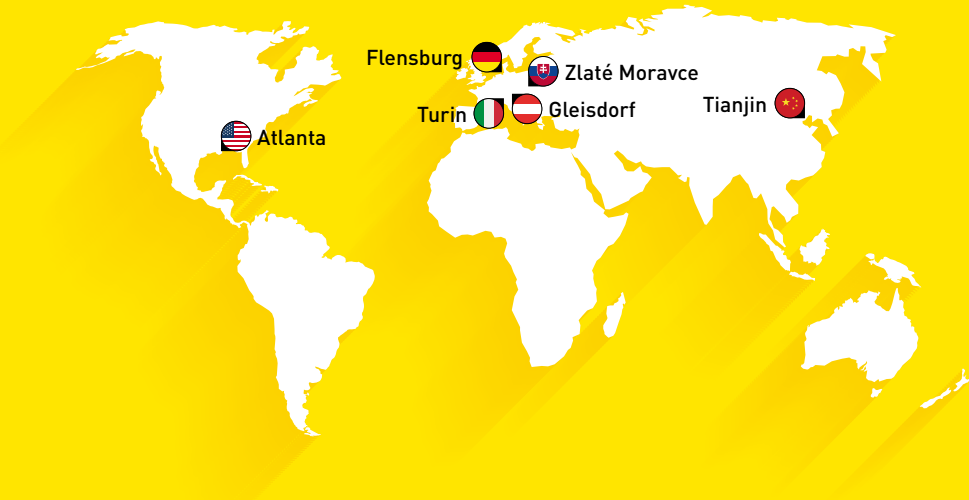 Flensburg
Zlaté Moravce
Turin
Gleisdorf
Tianjin
Atlanta